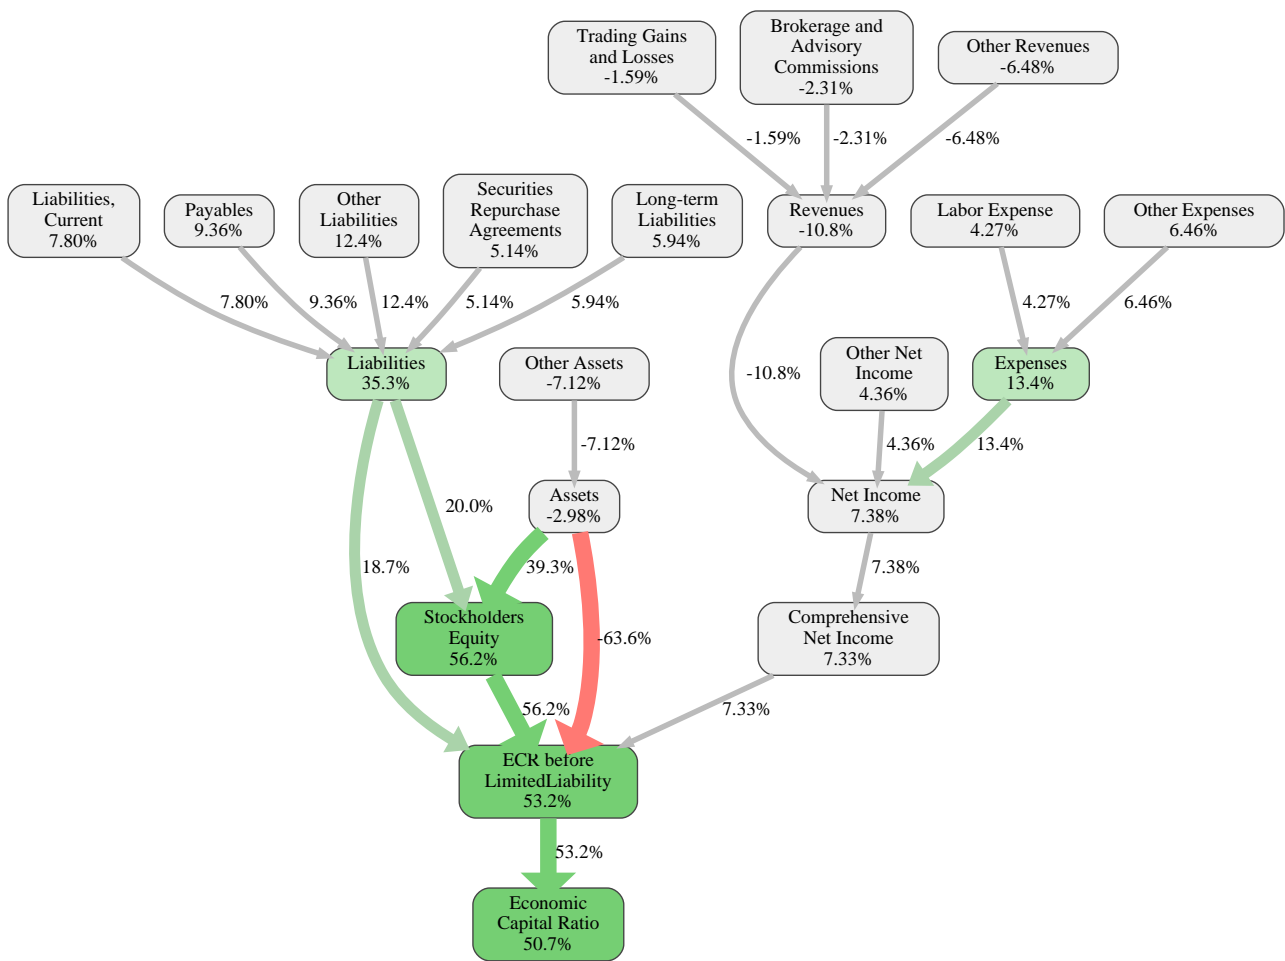 Trading Gains
and Losses
-1.59%
Brokerage and
Advisory
Commissions
-2.31%
Other Revenues
-6.48%
-1.59%
-2.31%
-6.48%
Liabilities,
Current
7.80%
Payables
9.36%
Other
Liabilities
12.4%
Securities
Repurchase
Agreements
5.14%
Long-term
Liabilities
5.94%
Revenues
-10.8%
Labor Expense
4.27%
Other Expenses
6.46%
7.80%
9.36%
12.4%
5.14%
5.94%
4.27%
6.46%
Liabilities
35.3%
Other Assets
-7.12%
-10.8%
Other Net
Income
4.36%
Expenses
13.4%
-7.12%
4.36%
13.4%
20.0%
Assets
-2.98%
Net Income
7.38%
18.7%
39.3%
7.38%
Stockholders
Equity
56.2%
-63.6%
Comprehensive
Net Income
7.33%
56.2%
7.33%
ECR before
LimitedLiability
53.2%
53.2%
Economic
Capital Ratio
50.7%